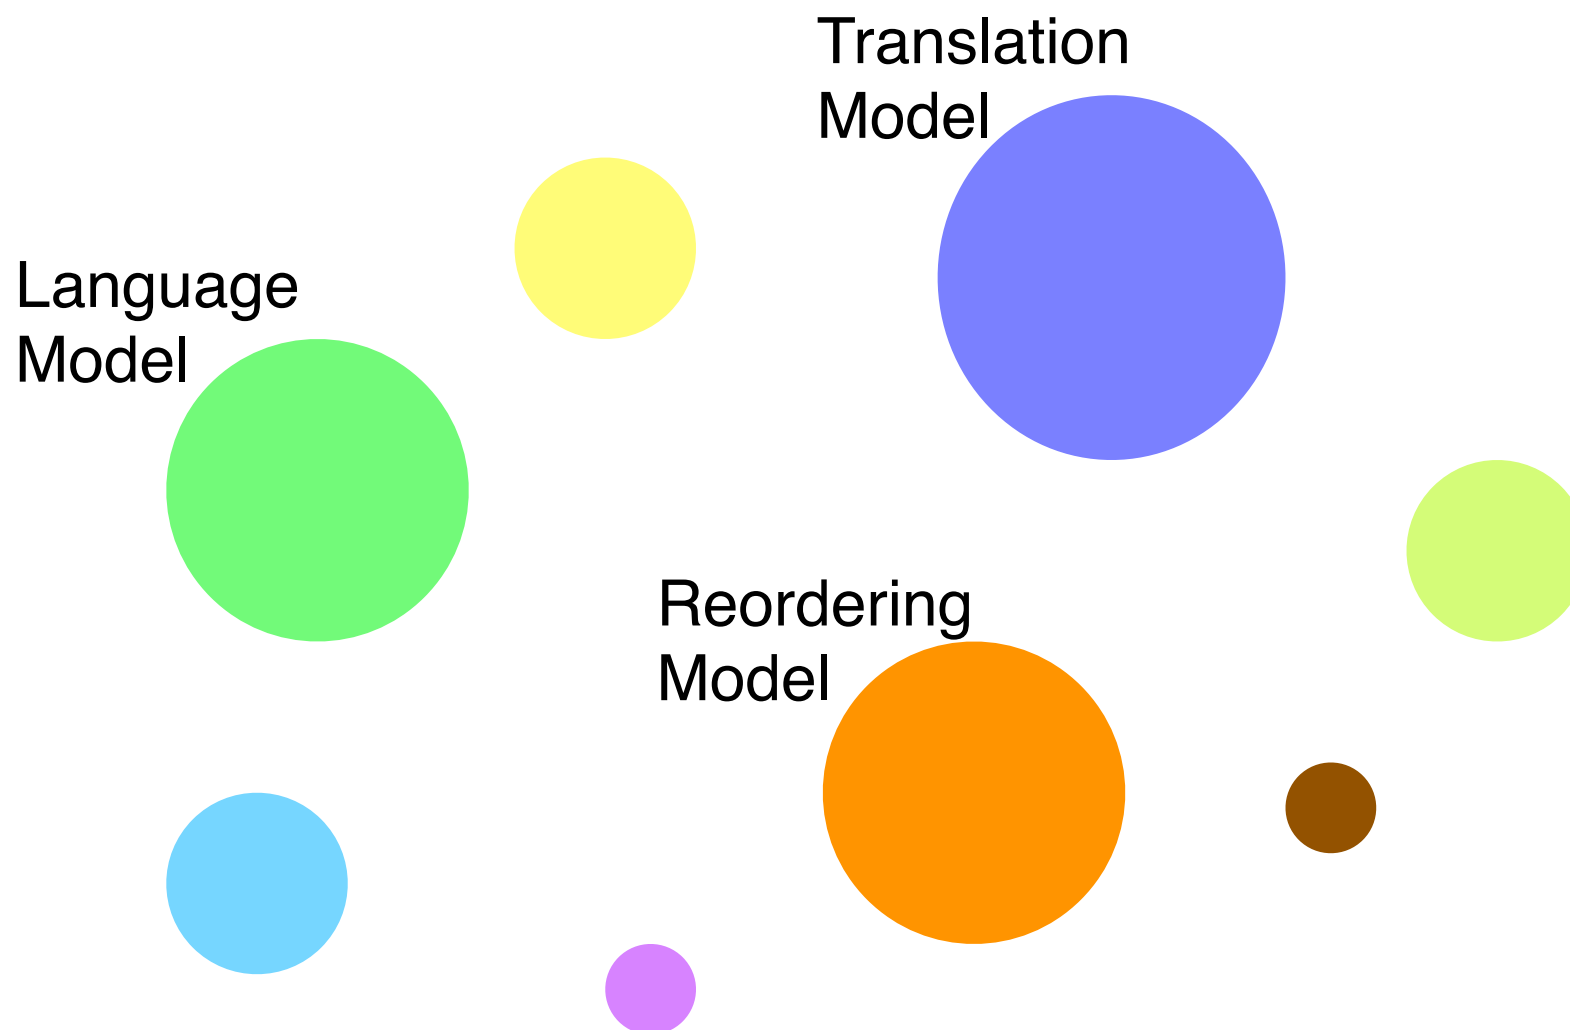 Translation
Model
Language
Model
Reordering
Model